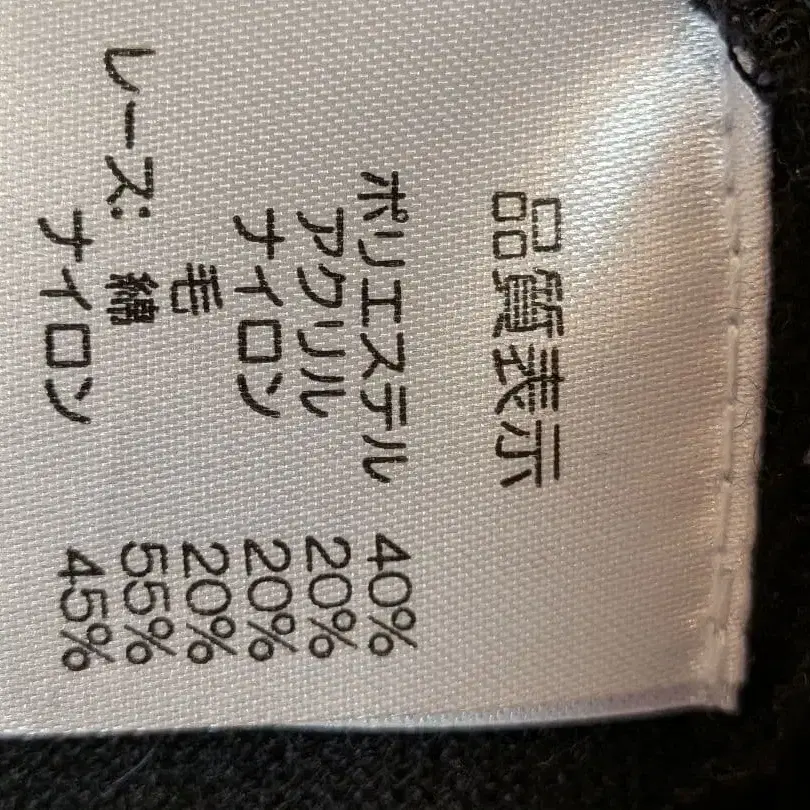 品質表示
ポリエステル 40%
アクリル 20%
ナイロン 20%
毛 20%
レース: 綿 55%
ナイロン 45%